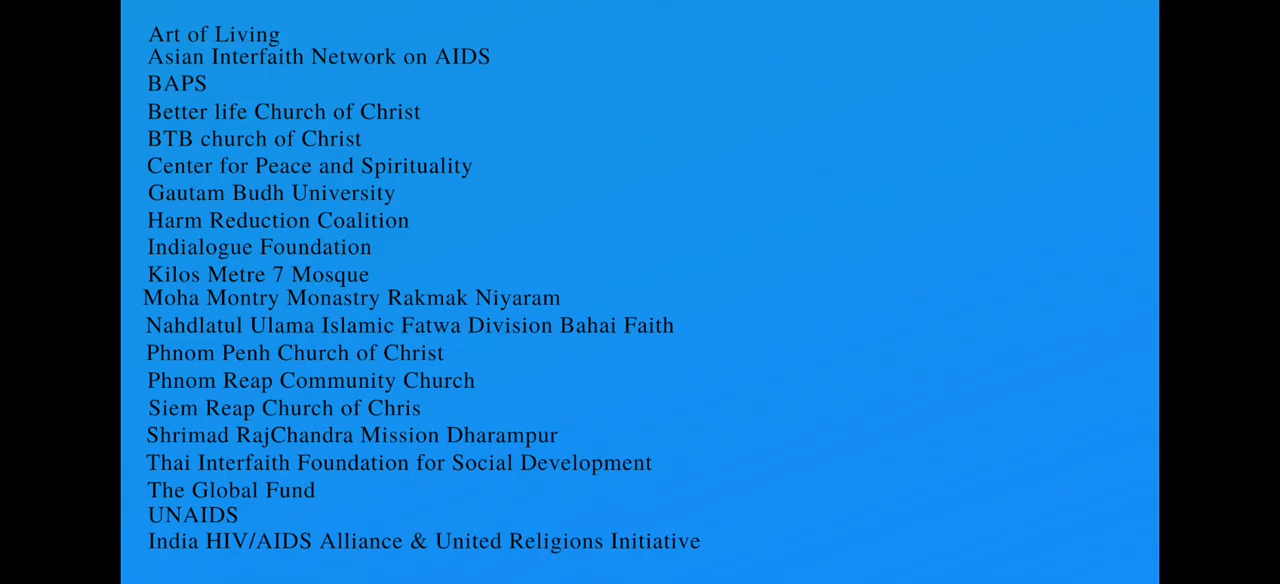 Art of Living
Asian Interfaith Network on AIDS
BAPS
Better life Church of Christ
BTB church of Christ
Center for Peace and Spirituality
Gautam Budh University
Harm Reduction Coalition
Indialogue Foundation
Kilos Metre 7 Mosque
Moha Montry Monastry Rakmak Niyaram
Nahdlatul Ulama Islamic Fatwa Division Bahai Faith
Phnom Penh Church of Christ
Phnom Reap Community Church
Siem Reap Church of Chris
Shrimad RajChandra Mission Dharampur
Thai Interfaith Foundation for Social Development
The Global Fund
UNAIDS
India HIV/AIDS Alliance & United Religions Initiative